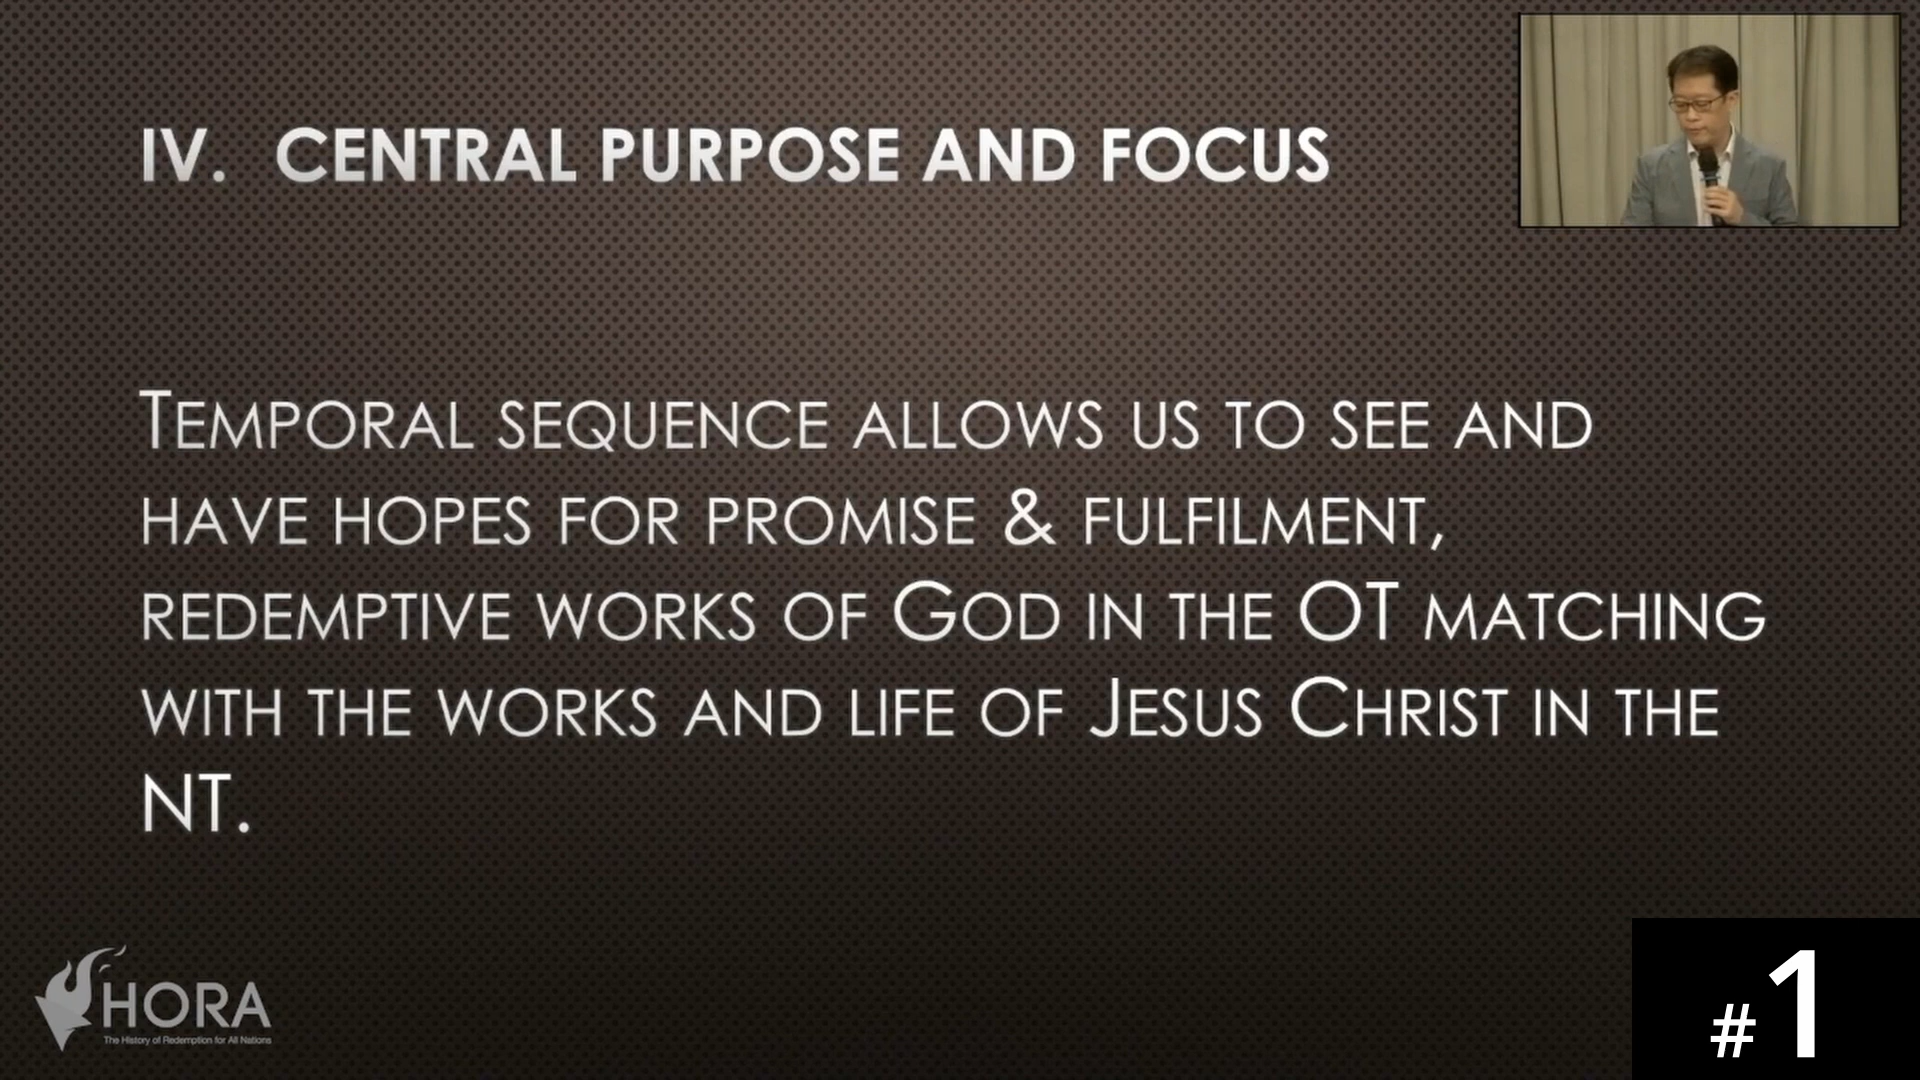 IV. CENTRAL PURPOSE AND FOCUS
TEMPORAL SEQUENCE ALLOWS US TO SEE AND
HAVE HOPES FOR PROMISE & FULFILMENT,
REDEMPTIVE WORKS OF GOD IN THE OT MATCHING
WITH THE WORKS AND LIFE OF JESUS CHRIST IN THE
NT.
HORA
The History of Redemption for All Nations
#1